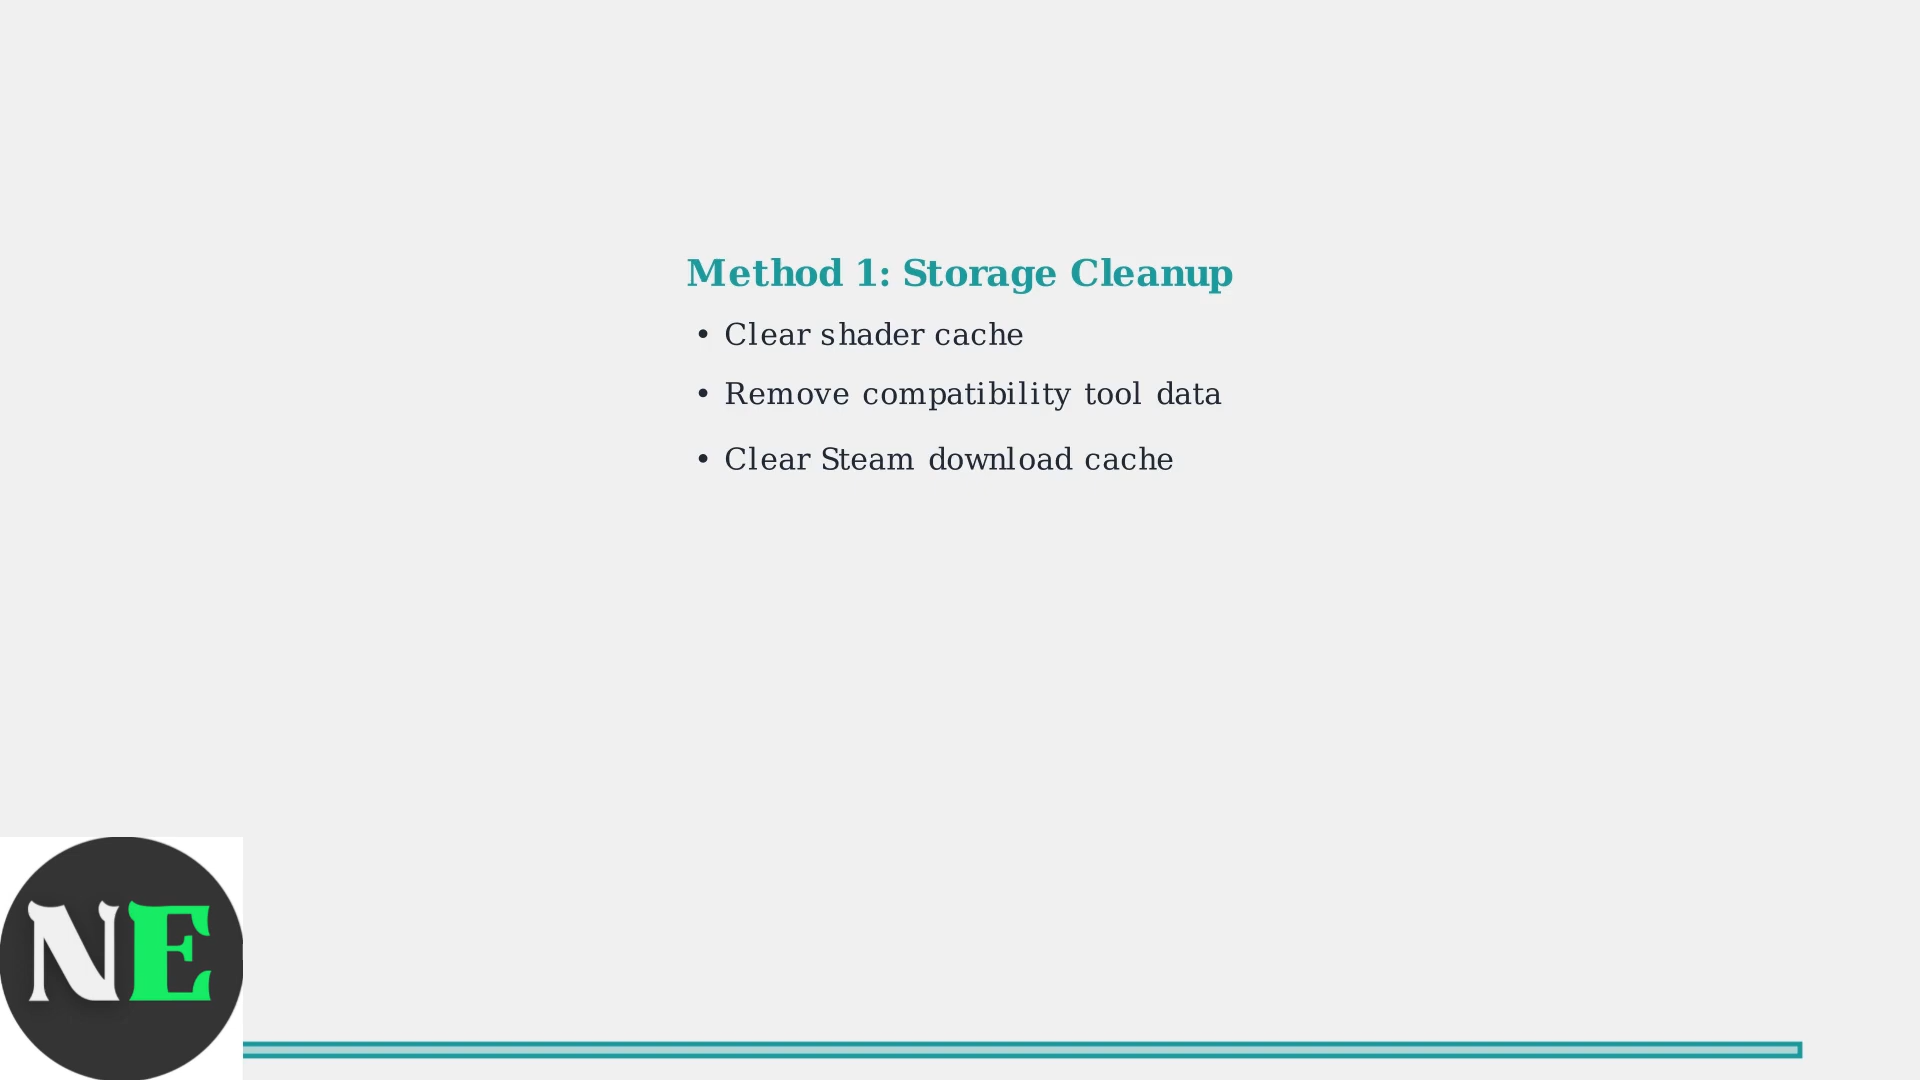 Method 1: Storage Cleanup
• Clear shader cache
• Remove compatibility tool data
• Clear Steam download cache
NE